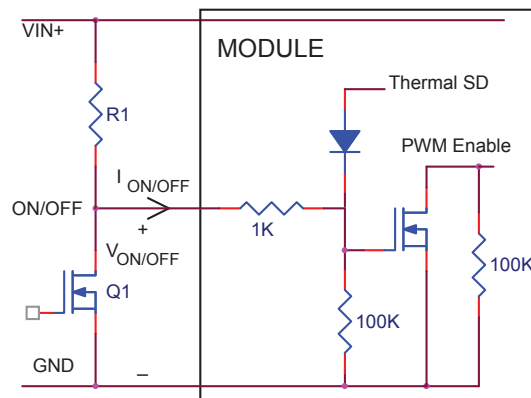 VIN+
MODULE
Thermal SD
R1
PWM Enable
I ON/OFF
ON/OFF
+
1K
V ON/OFF
Q1
100K
100K
GND
–